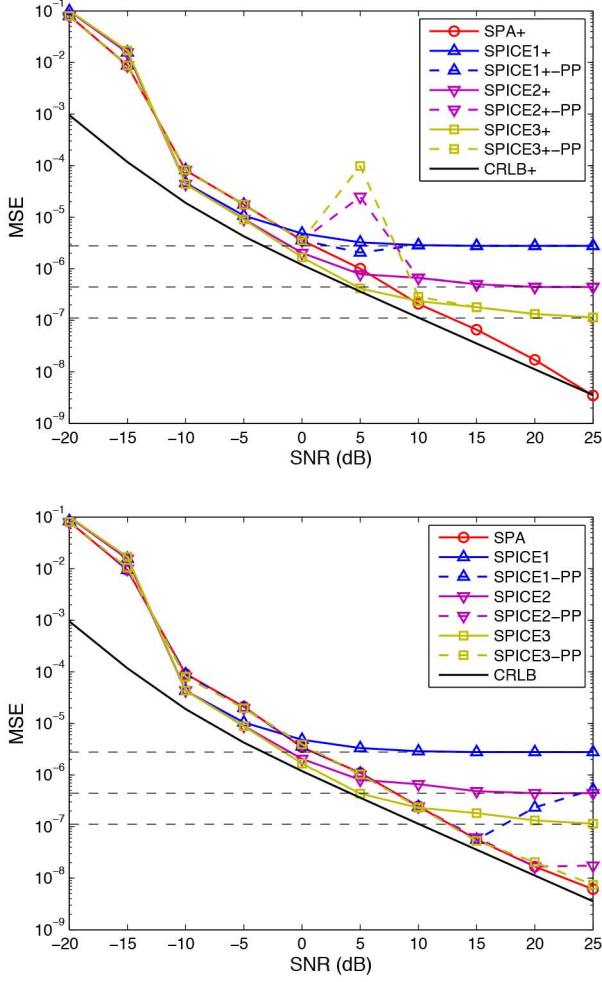 10⁻¹
10⁻²
10⁻³
10⁻⁴
10⁻⁵
10⁻⁶
10⁻⁷
10⁻⁸
10⁻⁹
MSE
−20 −15 −10 −5 0 5 10 15 20 25
SNR (dB)
SPA+
SPICE1+
SPICE1+−PP
SPICE2+
SPICE2+−PP
SPICE3+
SPICE3+−PP
CRLB+
10⁻¹
10⁻²
10⁻³
10⁻⁴
10⁻⁵
10⁻⁶
10⁻⁷
10⁻⁸
10⁻⁹
MSE
−20 −15 −10 −5 0 5 10 15 20 25
SNR (dB)
SPA
SPICE1
SPICE1−PP
SPICE2
SPICE2−PP
SPICE3
SPICE3−PP
CRLB